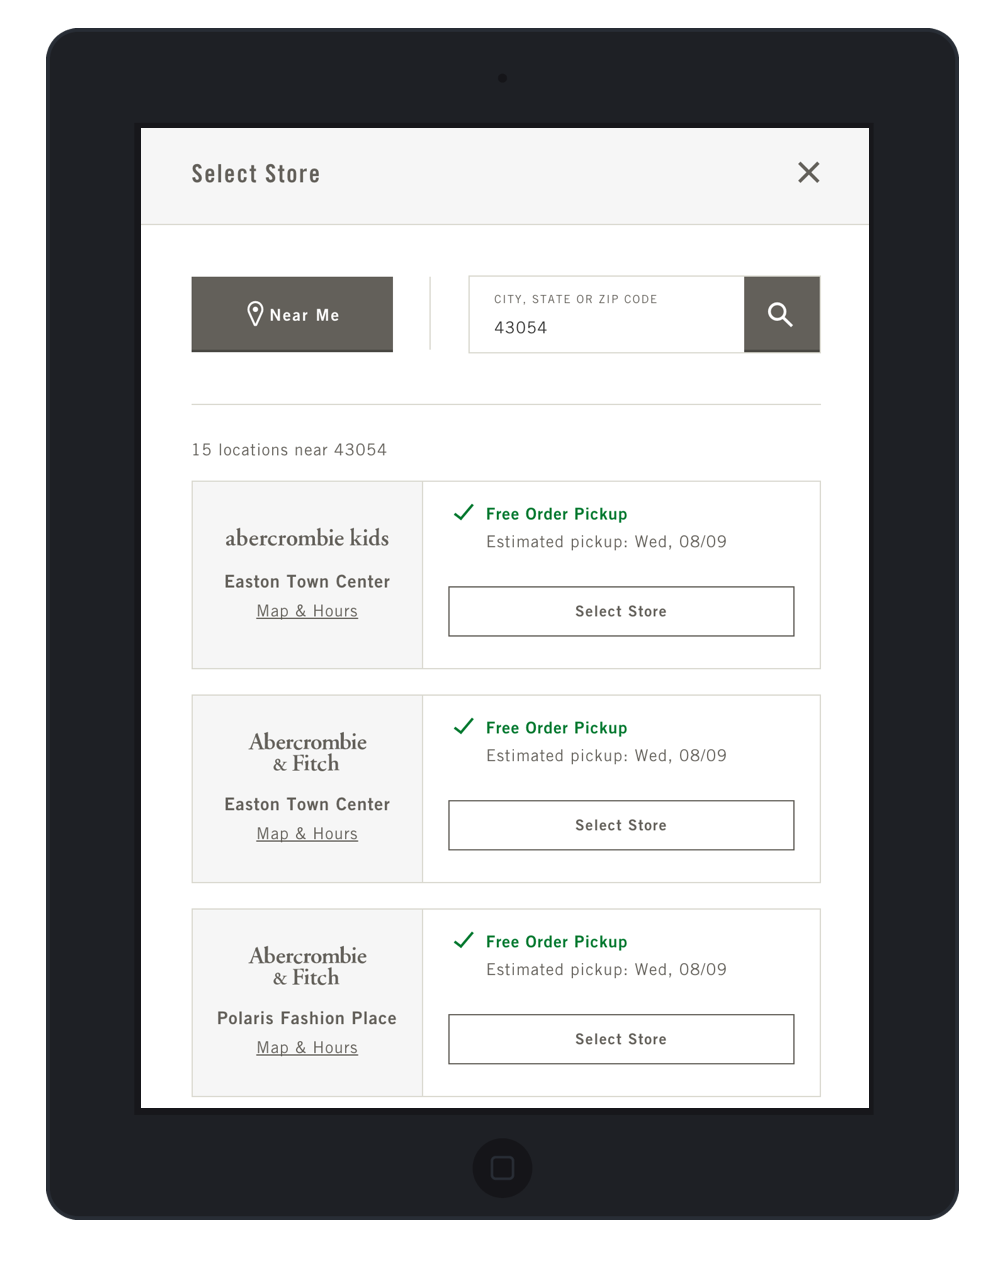 Select Store
Near Me
CITY, STATE OR ZIP CODE
43054
15 locations near 43054
abercrombie kids
Easton Town Center
Map & Hours
Free Order Pickup
Estimated pickup: Wed, 08/09
Select Store
Abercrombie
& Fitch
Easton Town Center
Map & Hours
Free Order Pickup
Estimated pickup: Wed, 08/09
Select Store
Abercrombie
& Fitch
Polaris Fashion Place
Map & Hours
Free Order Pickup
Estimated pickup: Wed, 08/09
Select Store